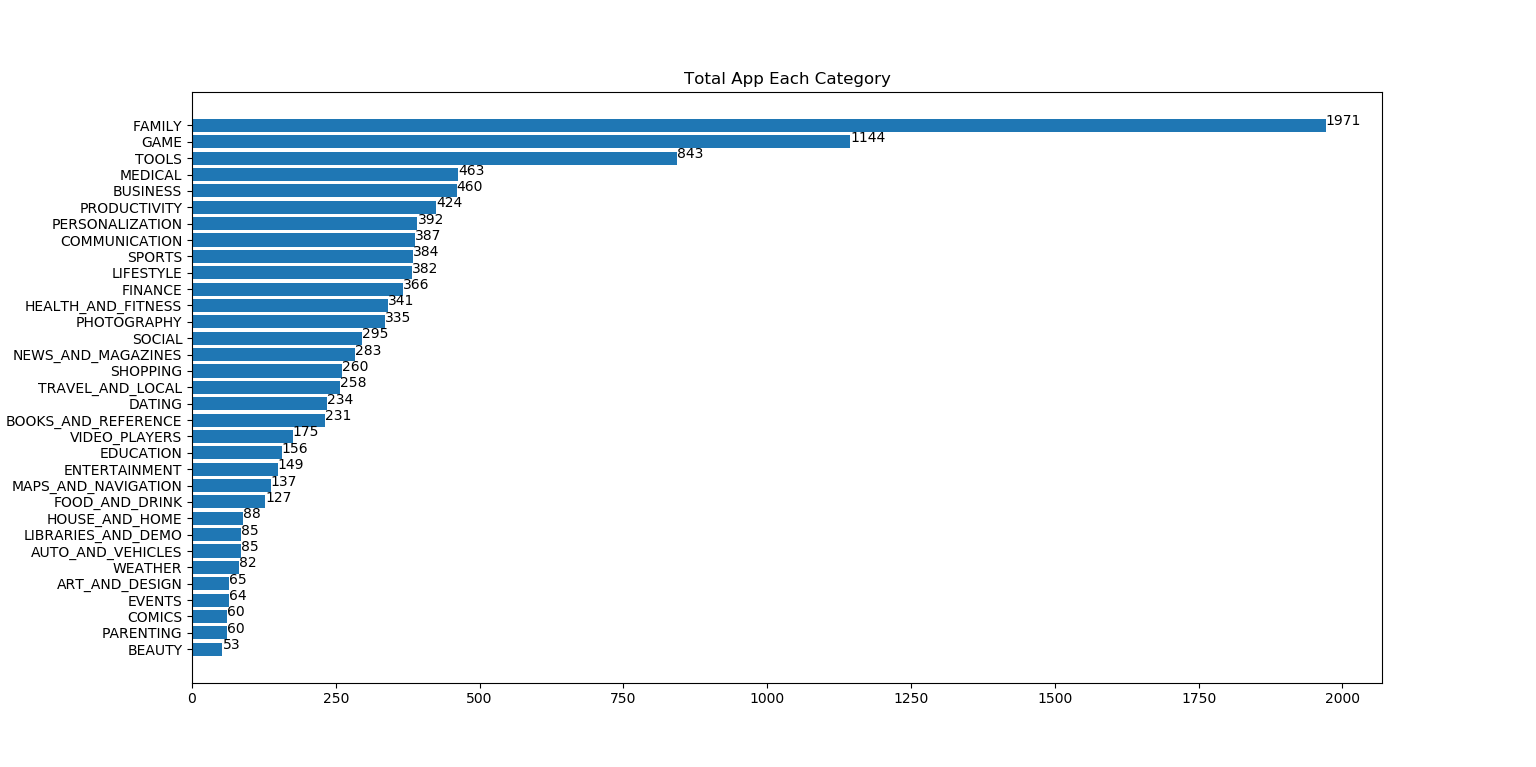 Total App Each Category
FAMILY 1971
GAME 1144
TOOLS 843
MEDICAL 463
BUSINESS 460
PRODUCTIVITY 424
PERSONALIZATION 392
COMMUNICATION 387
SPORTS 384
LIFESTYLE 382
FINANCE 366
HEALTH_AND_FITNESS 341
PHOTOGRAPHY 335
SOCIAL 295
NEWS_AND_MAGAZINES 283
SHOPPING 260
TRAVEL_AND_LOCAL 258
DATING 234
BOOKS_AND_REFERENCE 231
VIDEO_PLAYERS 175
EDUCATION 156
ENTERTAINMENT 149
MAPS_AND_NAVIGATION 137
FOOD_AND_DRINK 127
HOUSE_AND_HOME 88
LIBRARIES_AND_DEMO 85
AUTO_AND_VEHICLES 85
WEATHER 82
ART_AND_DESIGN 65
EVENTS 64
COMICS 60
PARENTING 60
BEAUTY 53
0 250 500 750 1000 1250 1500 1750 2000